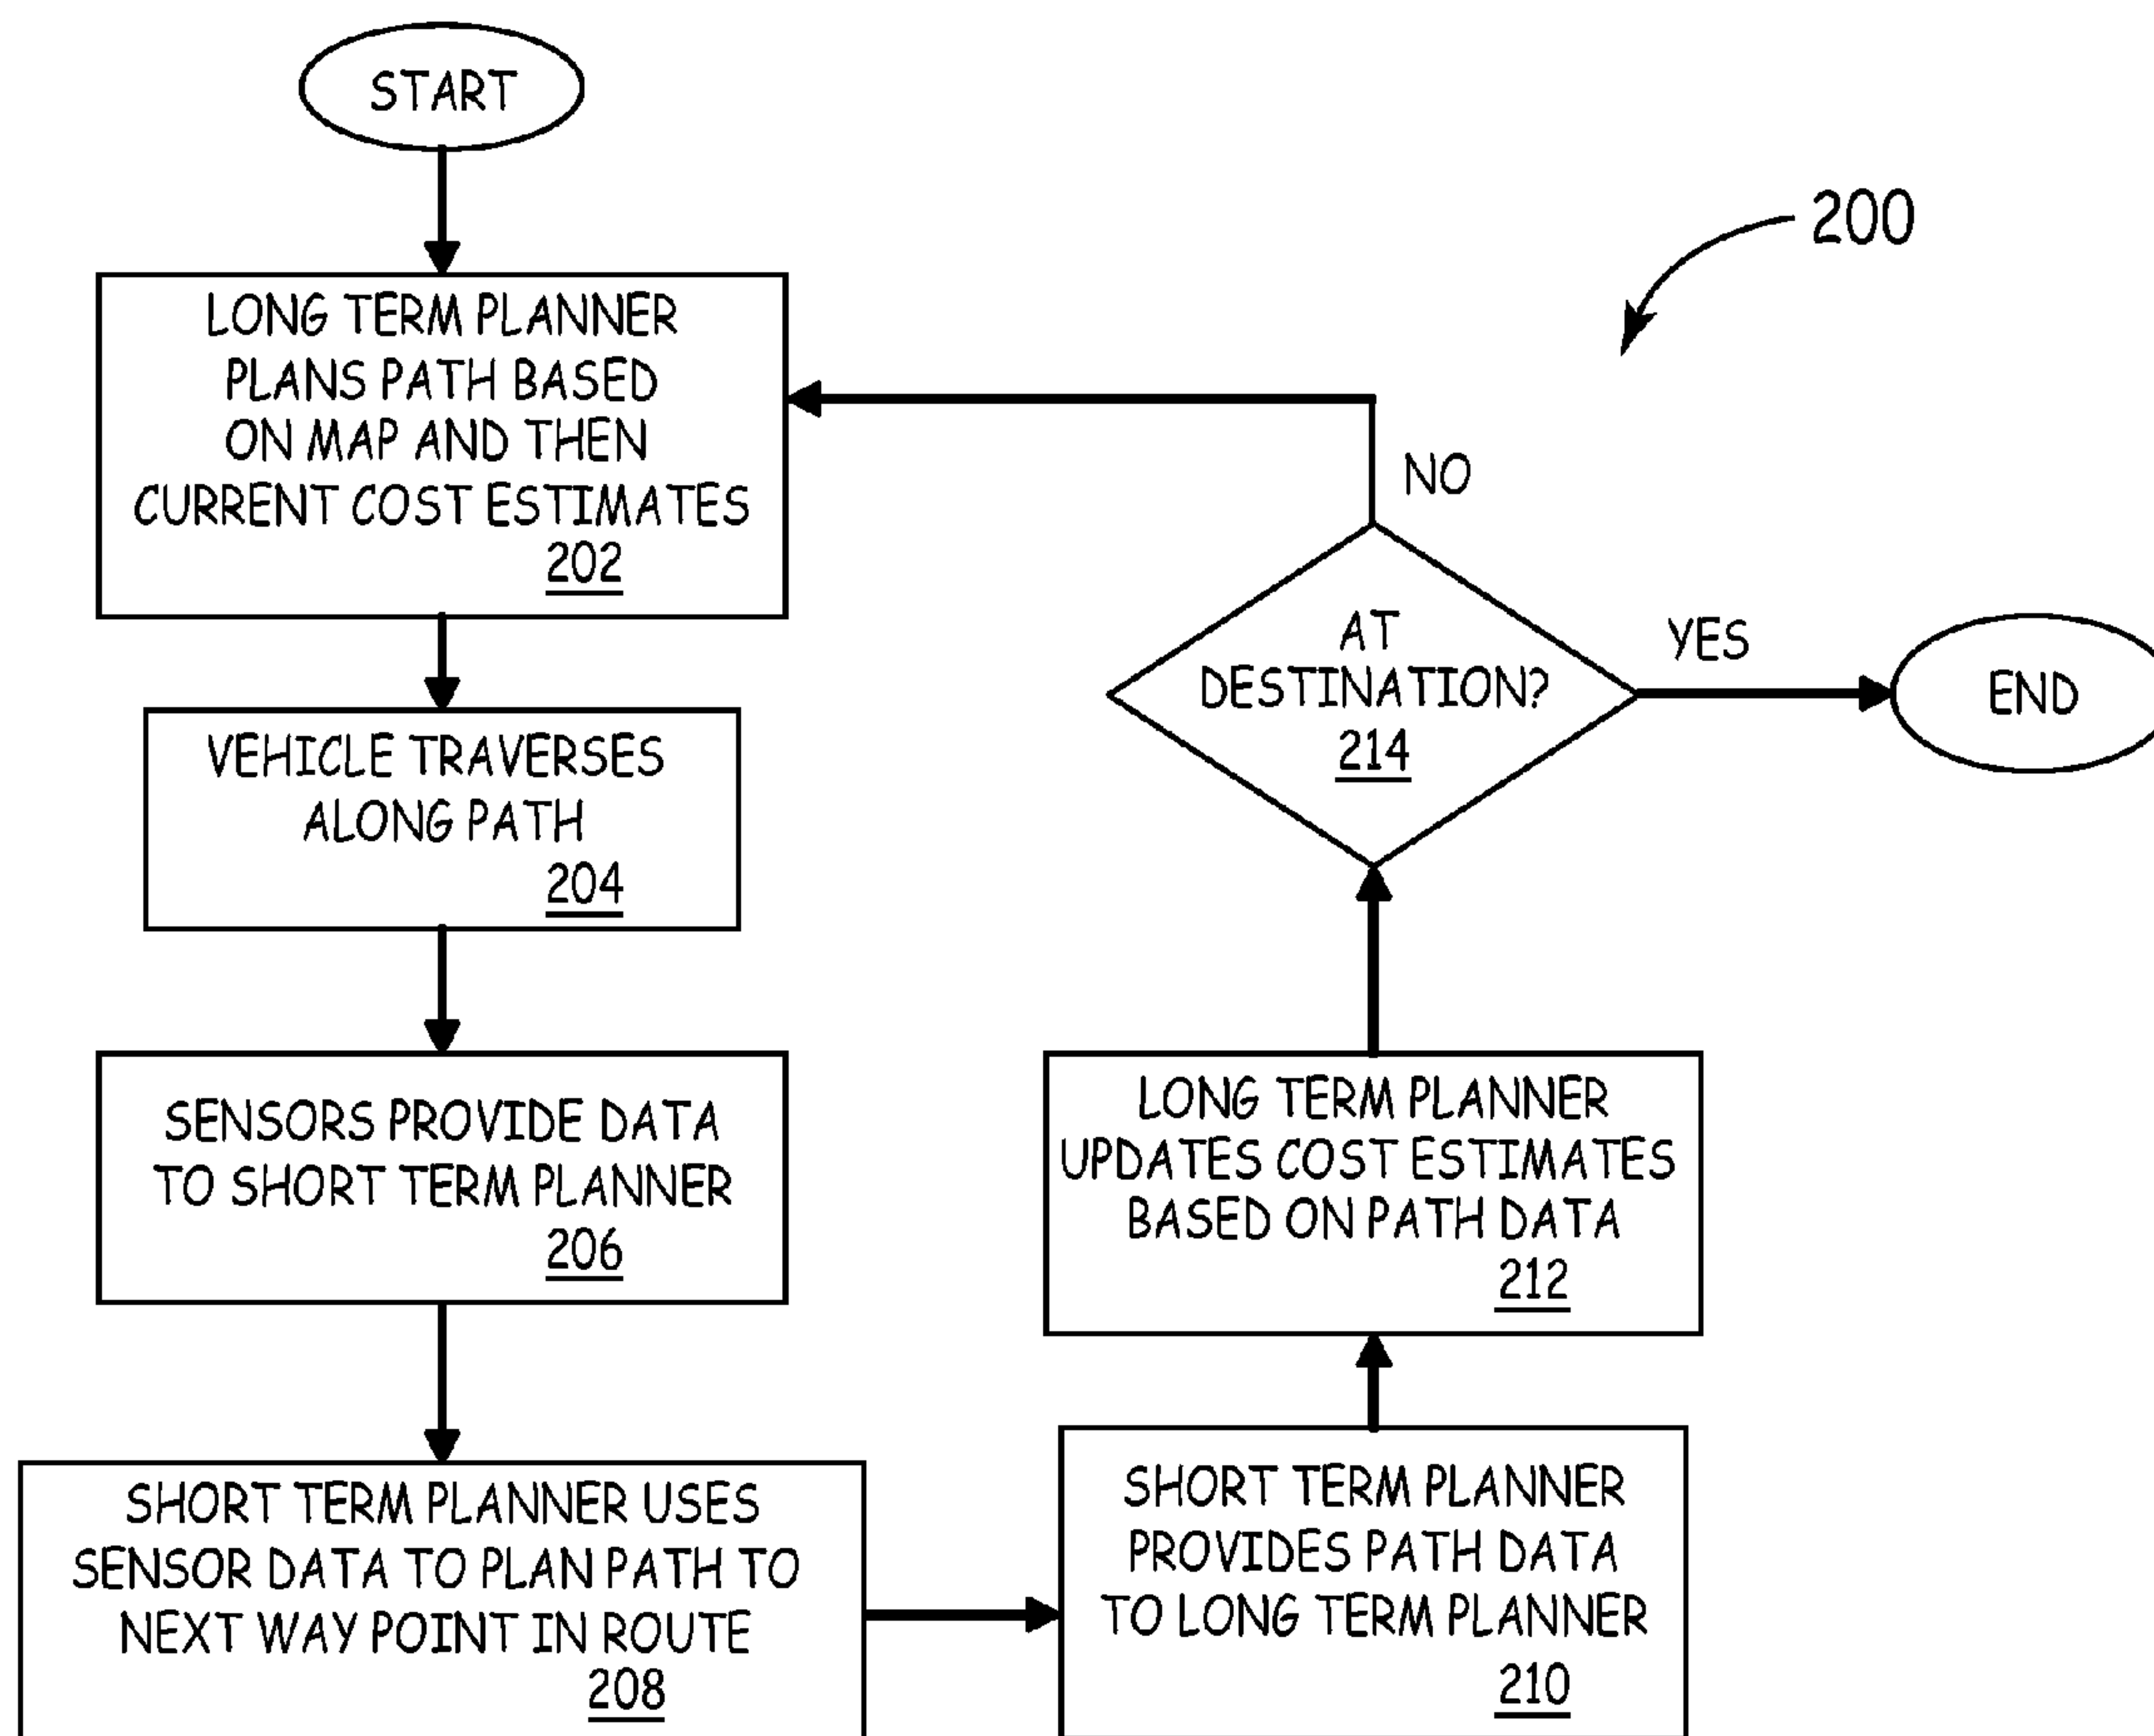 START
200
LONG TERM PLANNER
PLANS PATH BASED
ON MAP AND THEN
CURRENT COST ESTIMATES
202
VEHICLE TRAVERSES
ALONG PATH
204
SENSORS PROVIDE DATA
TO SHORT TERM PLANNER
206
SHORT TERM PLANNER USES
SENSOR DATA TO PLAN PATH TO
NEXT WAY POINT IN ROUTE
208
SHORT TERM PLANNER
PROVIDES PATH DATA
TO LONG TERM PLANNER
210
LONG TERM PLANNER
UPDATES COST ESTIMATES
BASED ON PATH DATA
212
AT
DESTINATION?
214
NO
YES
END